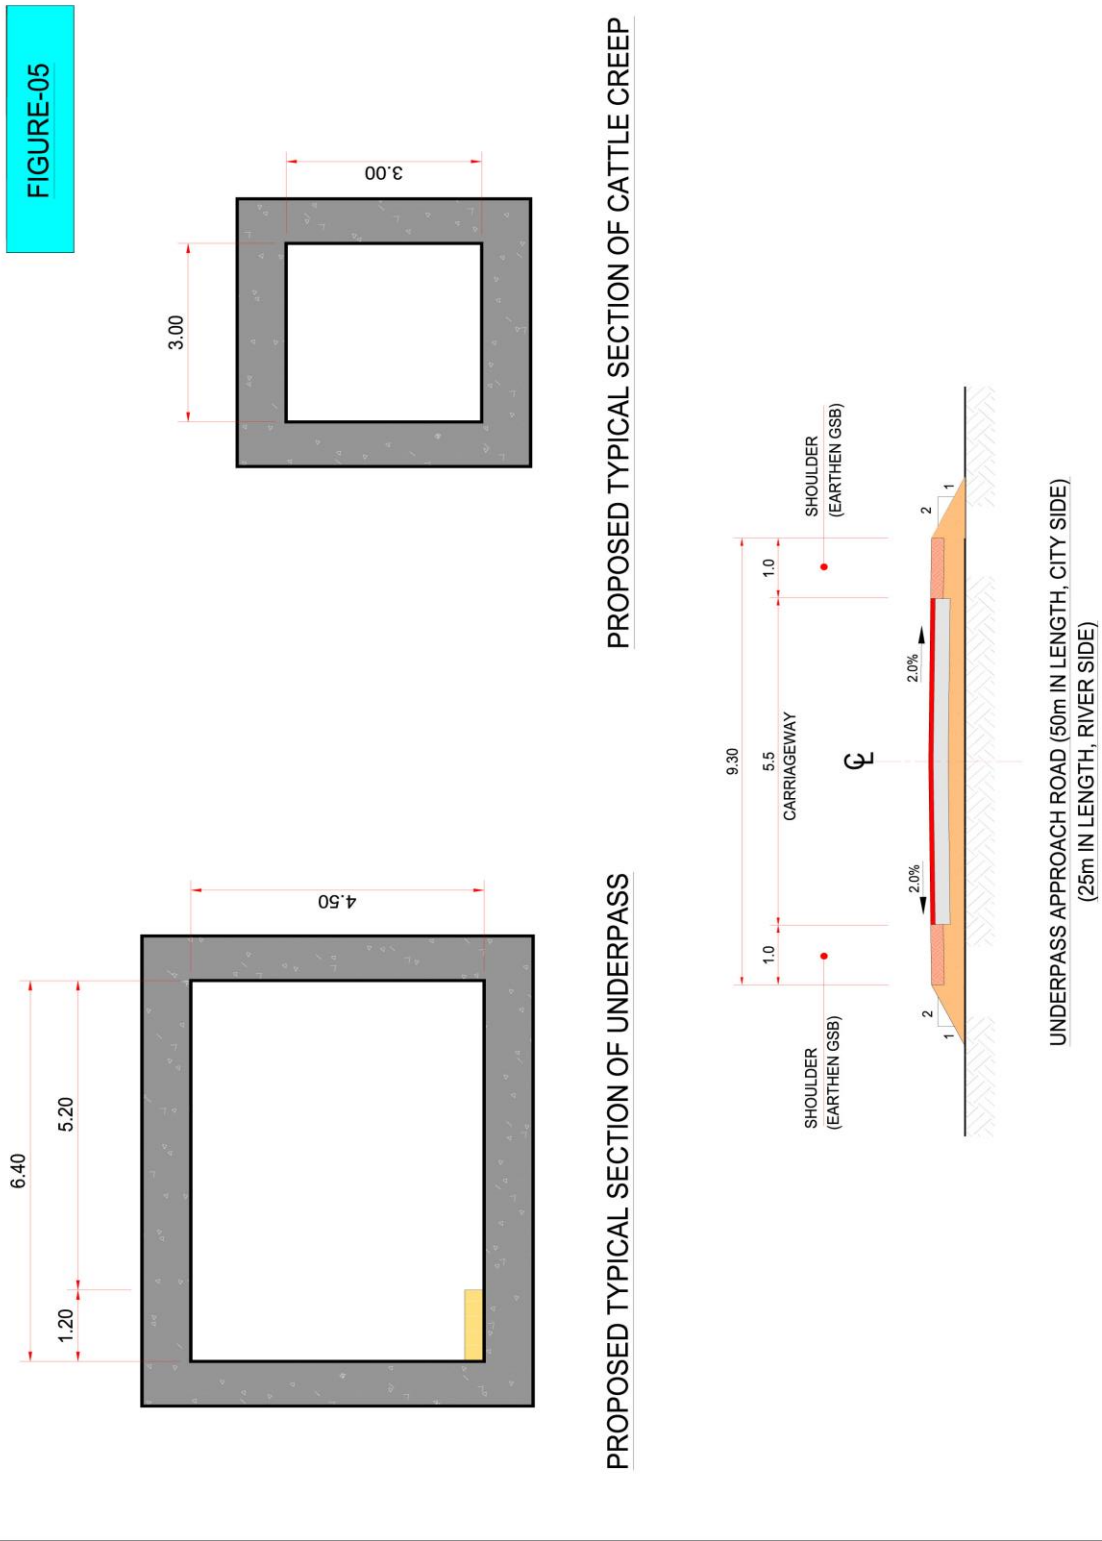 FIGURE-05
6.40
1.20
5.20
4.50
PROPOSED TYPICAL SECTION OF UNDERPASS
3.00
3.00
PROPOSED TYPICAL SECTION OF CATTLE CREEP
9.30
1.0
5.5
1.0
CARRIAGEWAY
SHOULDER
(EARTHEN GSB)
SHOULDER
(EARTHEN GSB)
CL
2.0%
2.0%
2
1
2
1
UNDERPASS APPROACH ROAD (50m IN LENGTH, CITY SIDE)
(25m IN LENGTH, RIVER SIDE)